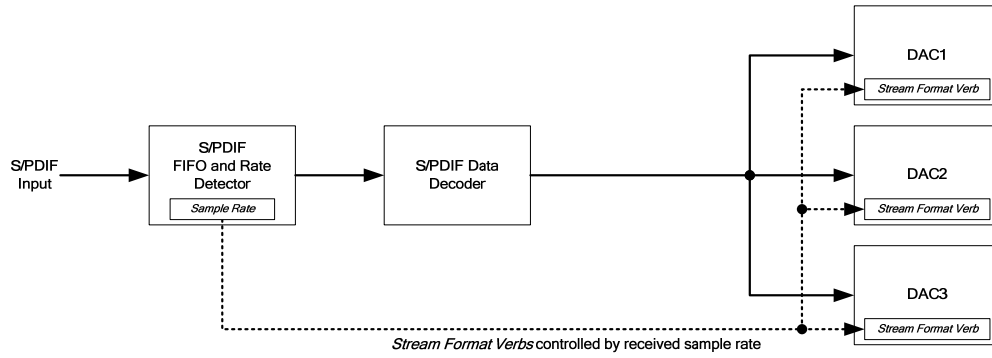 S/PDIF
Input
S/PDIF
FIFO and Rate
Detector
Sample Rate
S/PDIF Data
Decoder
DAC1
Stream Format Verb
DAC2
Stream Format Verb
DAC3
Stream Format Verb
Stream Format Verbs controlled by received sample rate